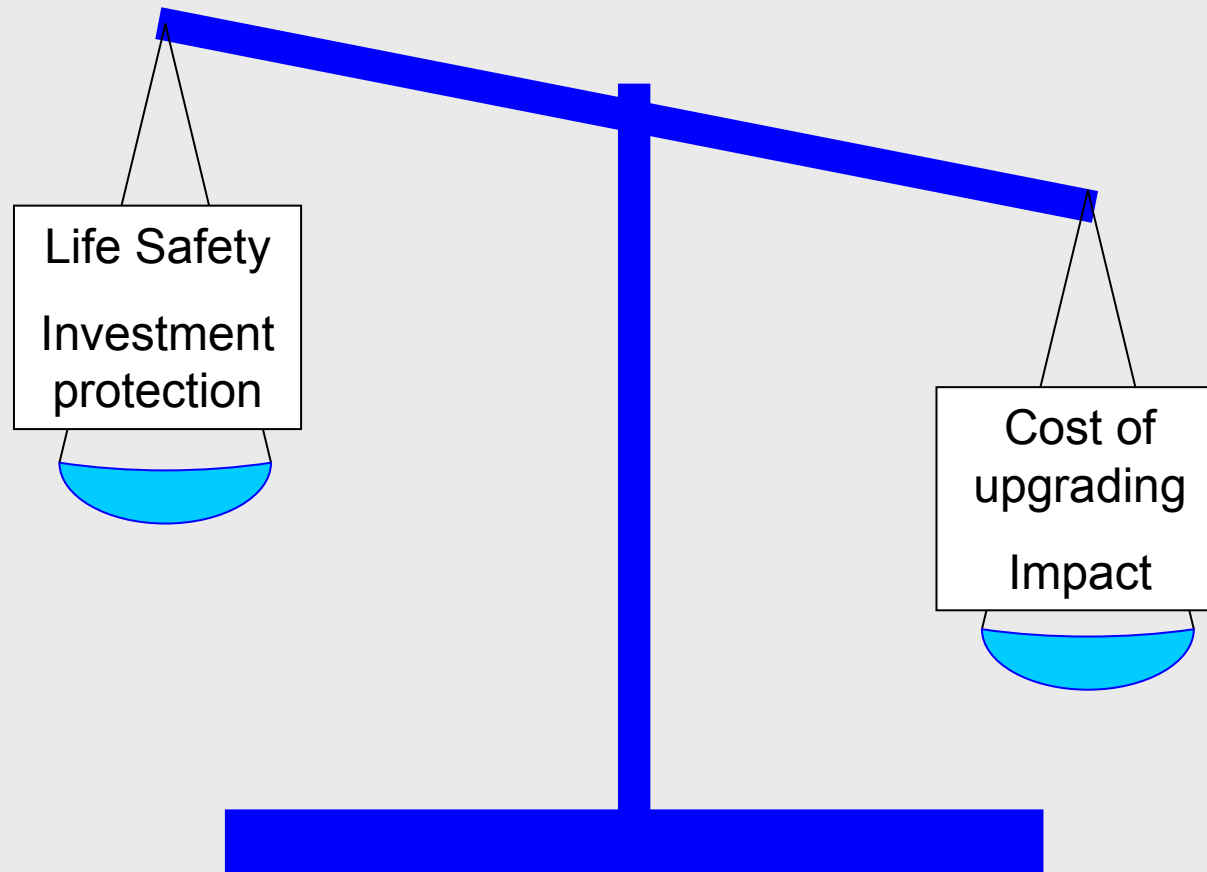 Life Safety
Investment
protection
Cost of
upgrading
Impact